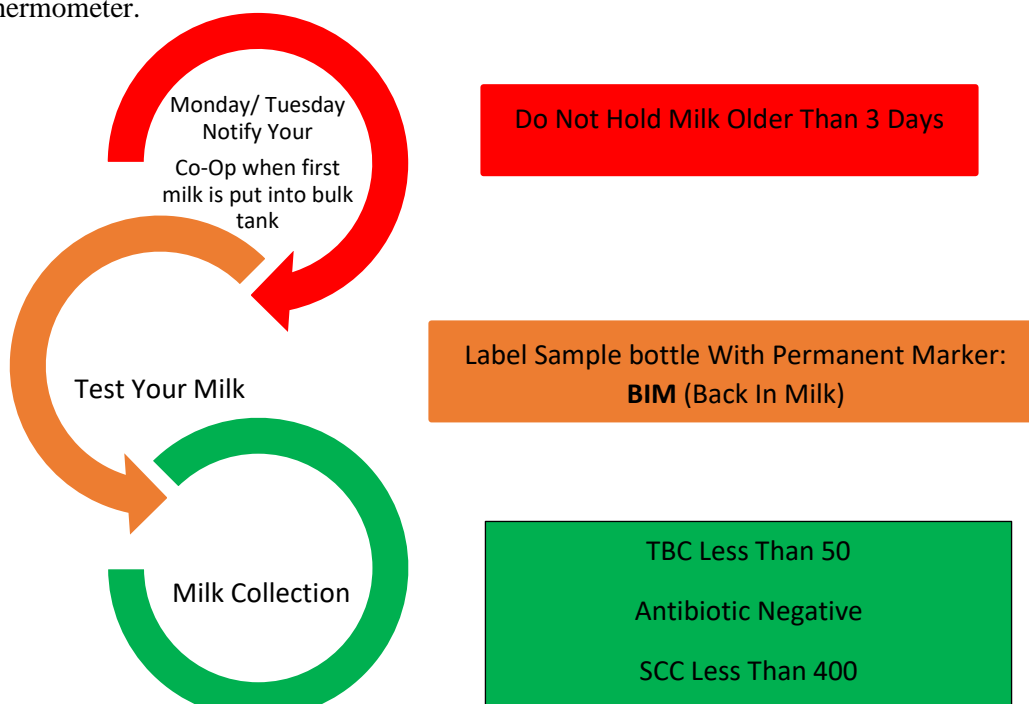 hermometer.
Monday/ Tuesday
Notify Your
Co-Op when first
milk is put into bulk
tank
Do Not Hold Milk Older Than 3 Days
Test Your Milk
Label Sample bottle With Permanent Marker:
BIM (Back In Milk)
Milk Collection
TBC Less Than 50
Antibiotic Negative
SCC Less Than 400